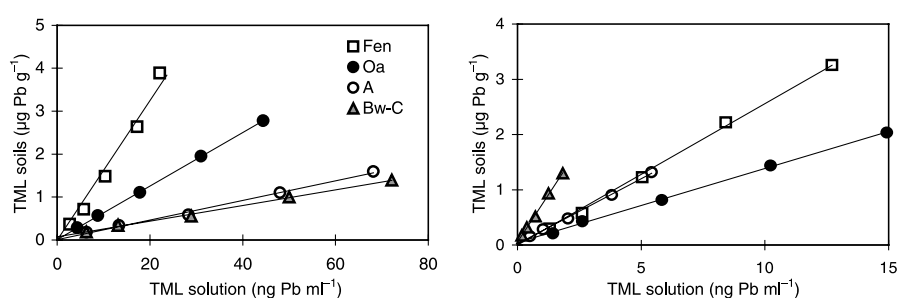 5
4
3
2
1
0
TML soils (µg Pb g⁻¹)
0
20
40
60
80
TML solution (ng Pb ml⁻¹)
Fen
Oa
A
Bw-C
4
3
2
1
0
TML soils (µg Pb g⁻¹)
0
5
10
15
TML solution (ng Pb ml⁻¹)